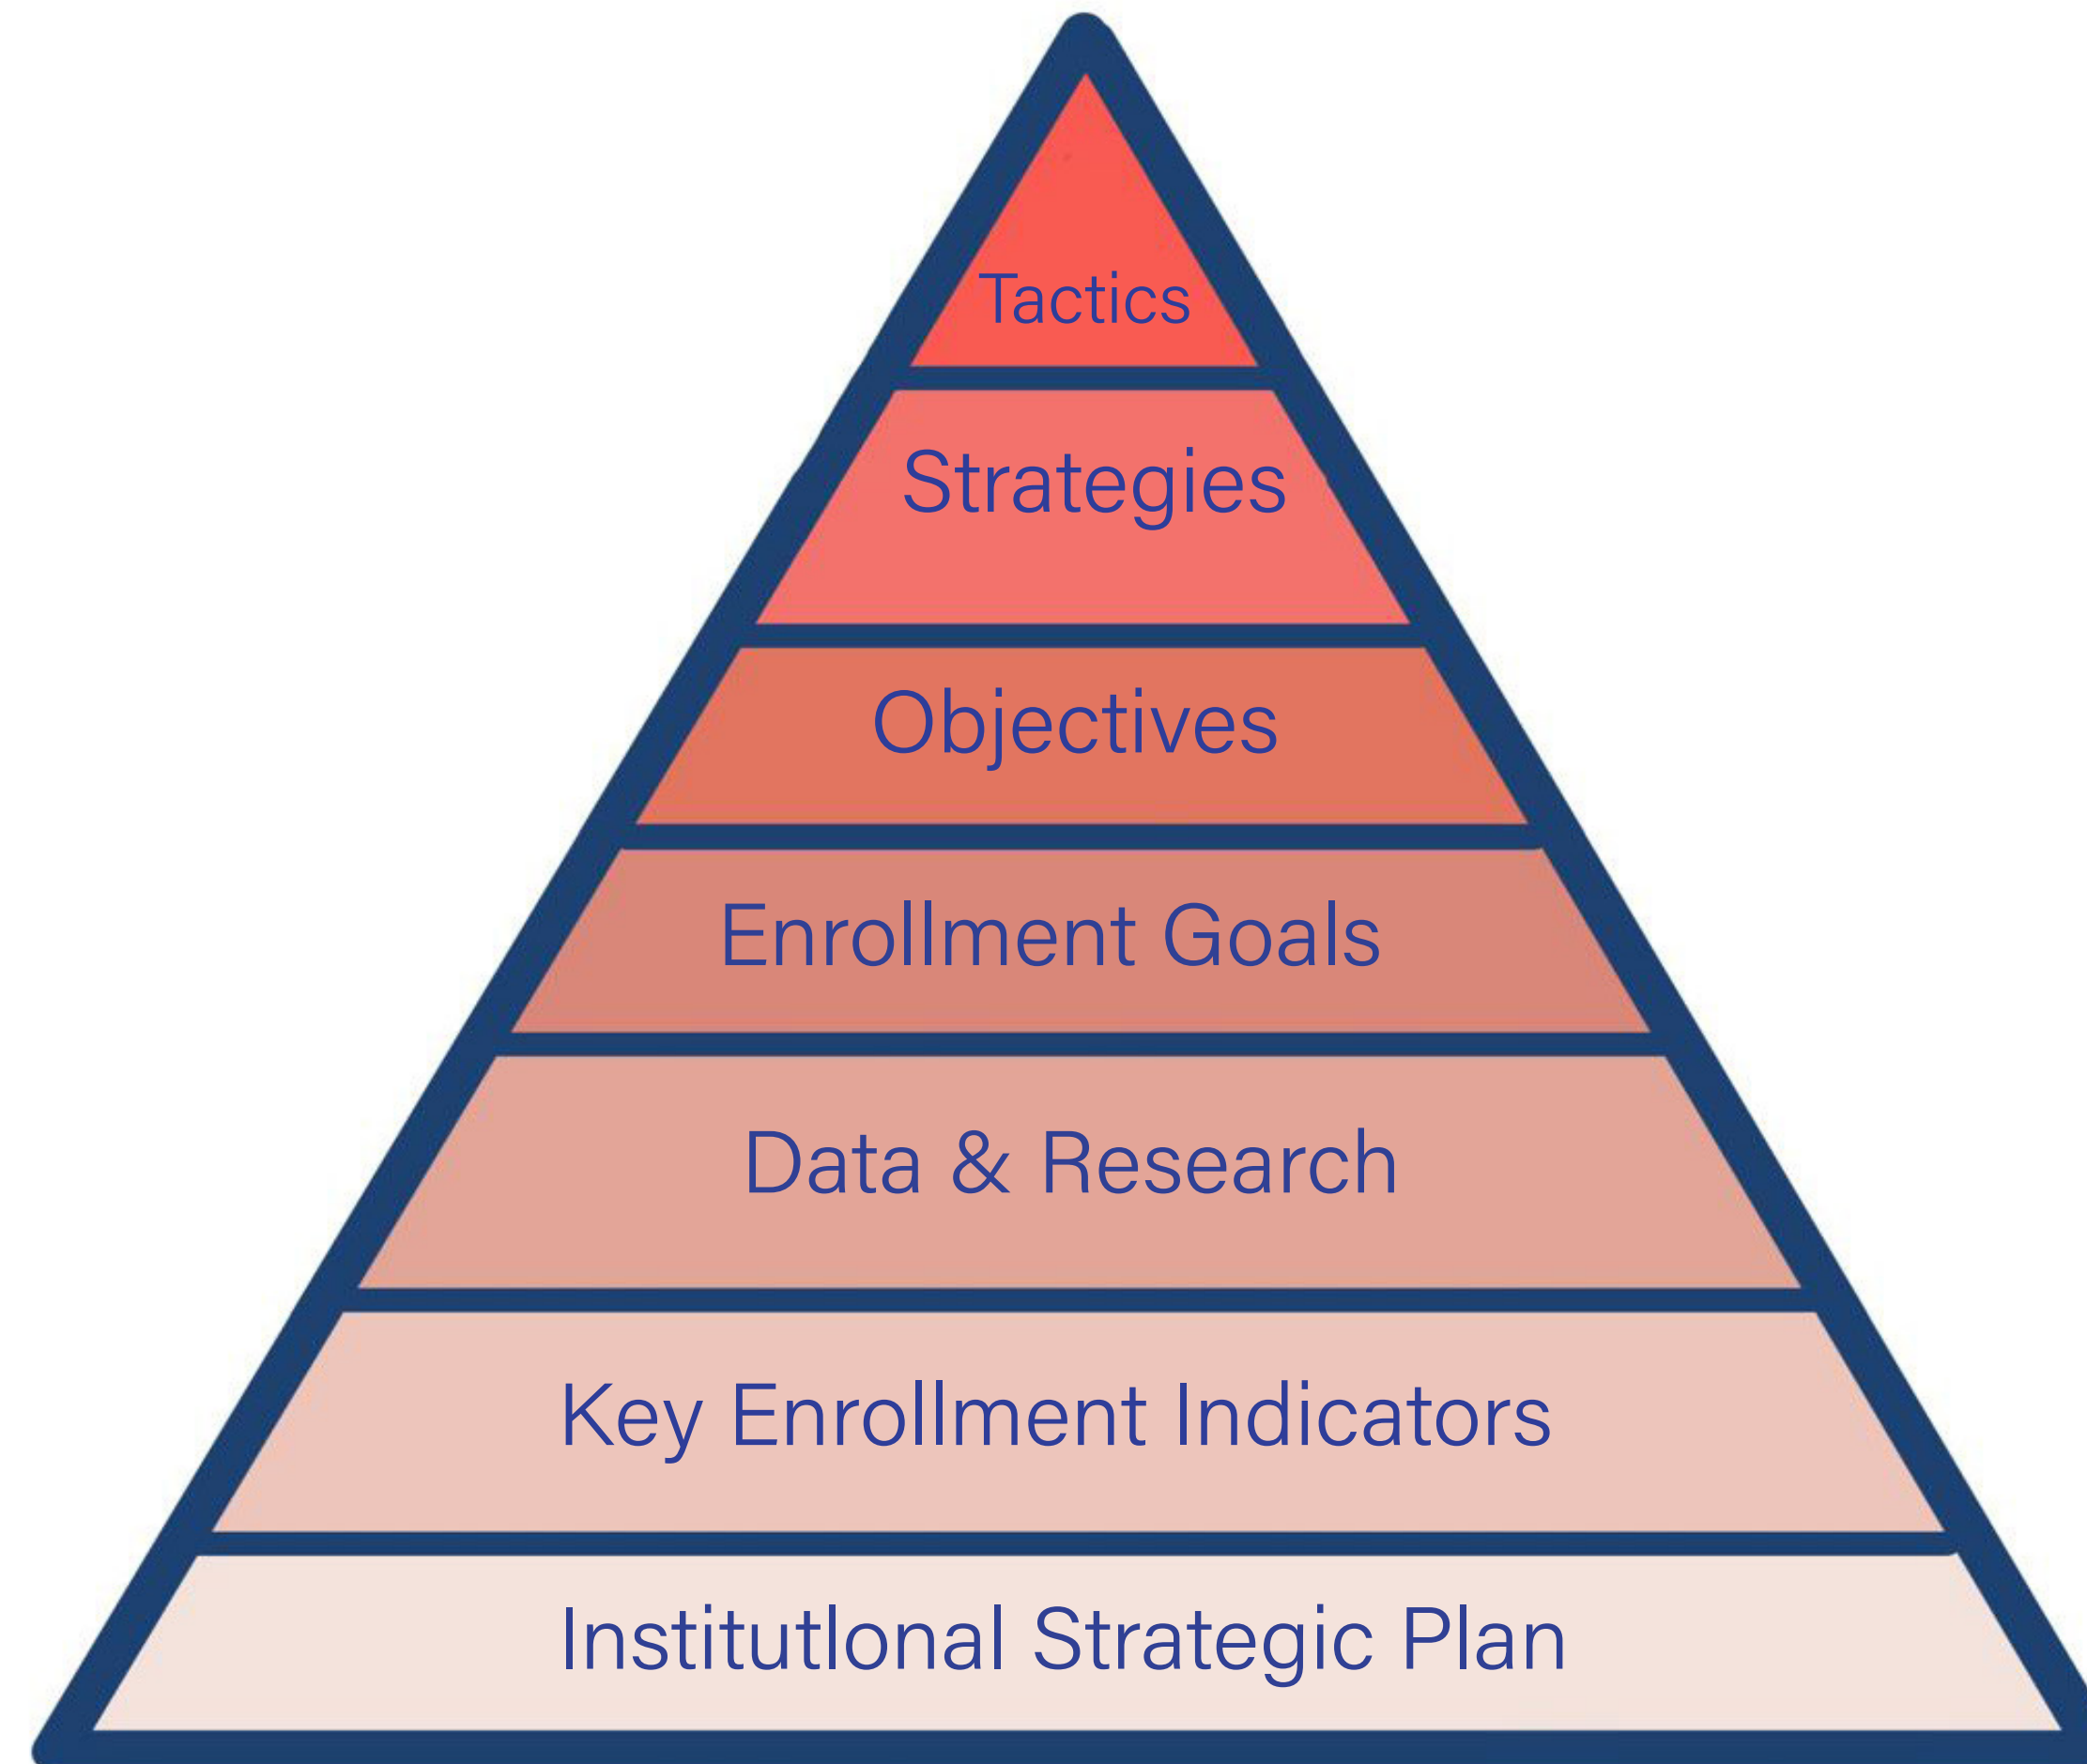 Tactics
Strategies
Objectives
Enrollment Goals
Data & Research
Key Enrollment Indicators
Institutlonal Strategic Plan